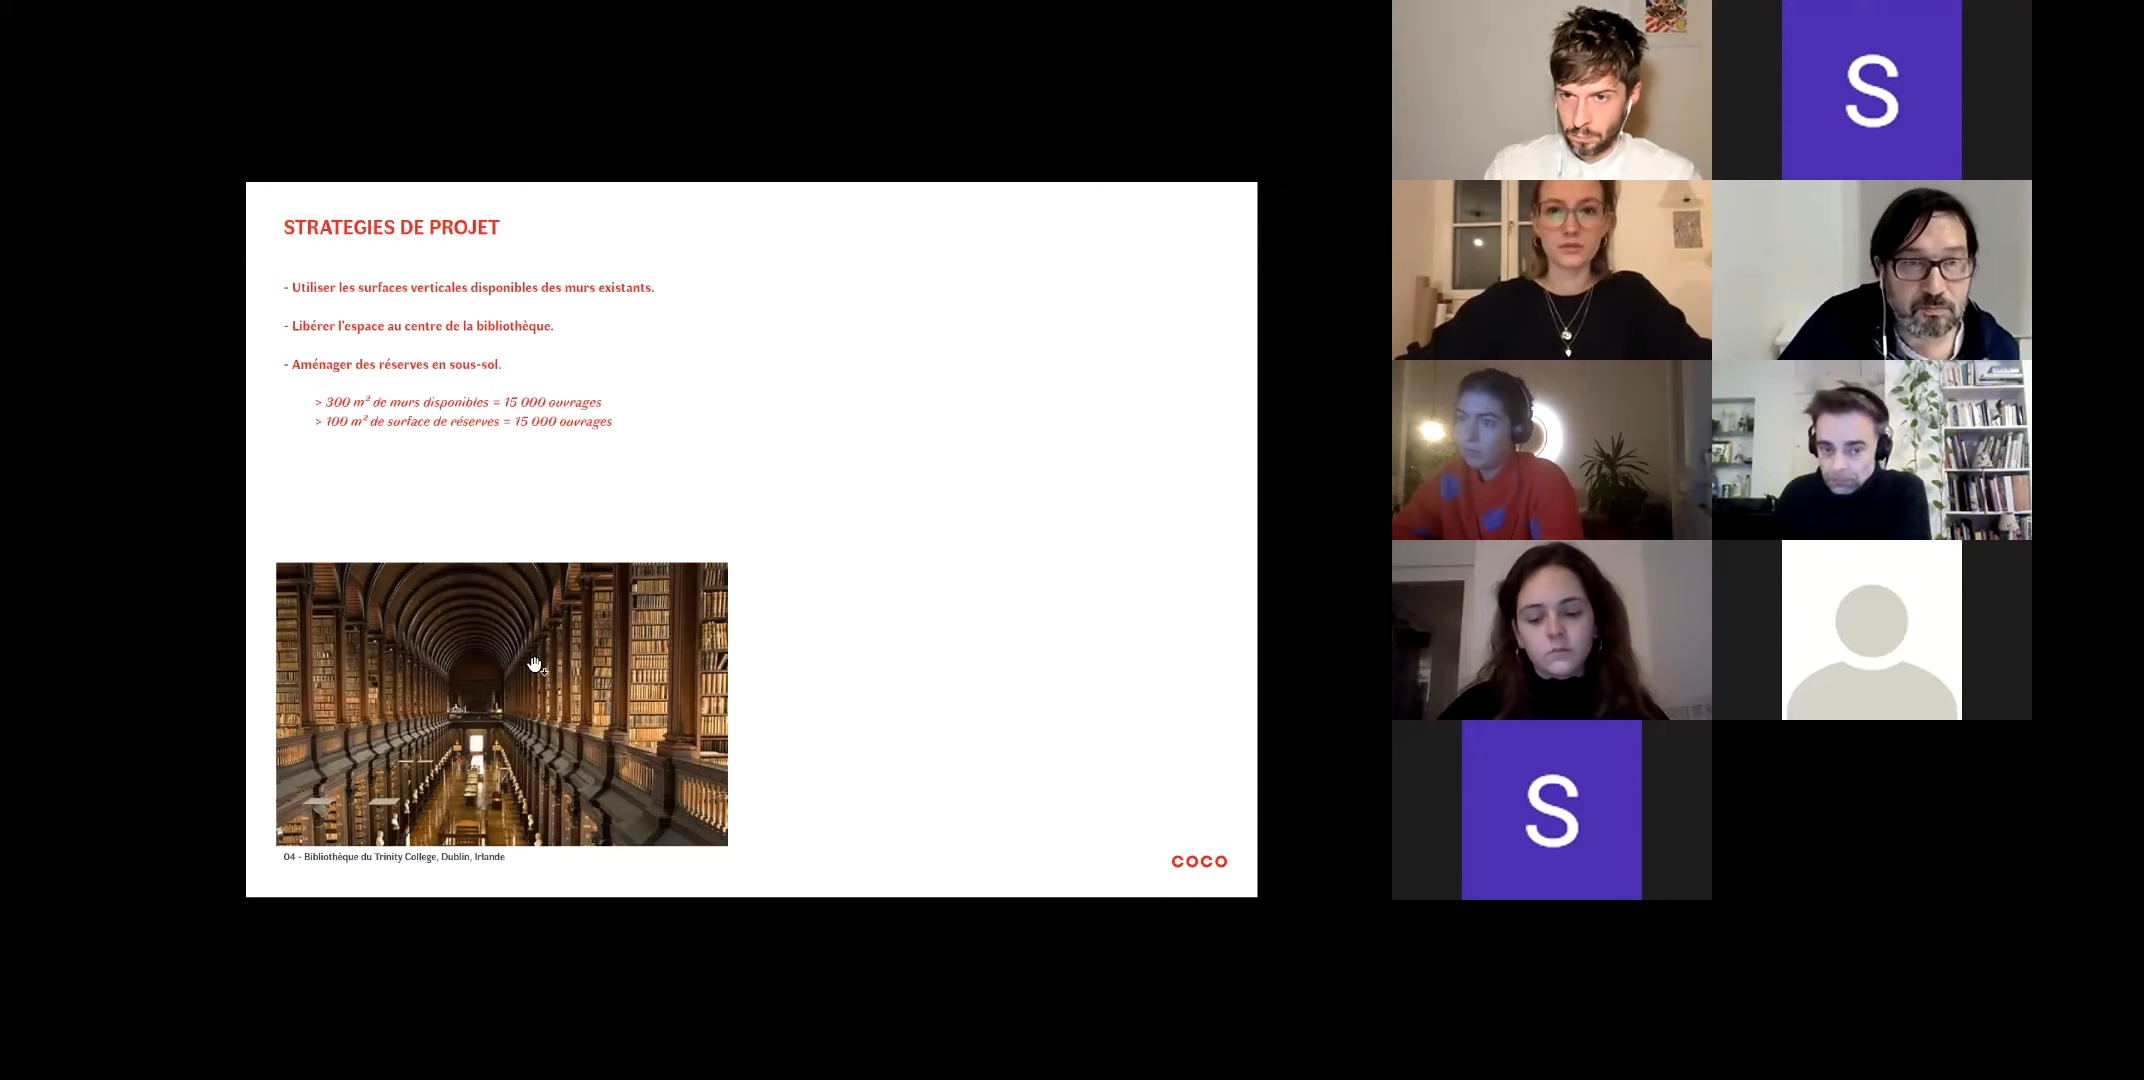 STRATEGIES DE PROJET
- Utiliser les surfaces verticales disponibles des murs existants.
- Libérer l'espace au centre de la bibliothèque.
- Aménager des réserves en sous-sol.
> 300 m² de murs disponibles = 15 000 ouvrages
> 100 m² de surface de réserves = 15 000 ouvrages
04 - Bibliothèque du Trinity College, Dublin, Irlande
COCO
S
S